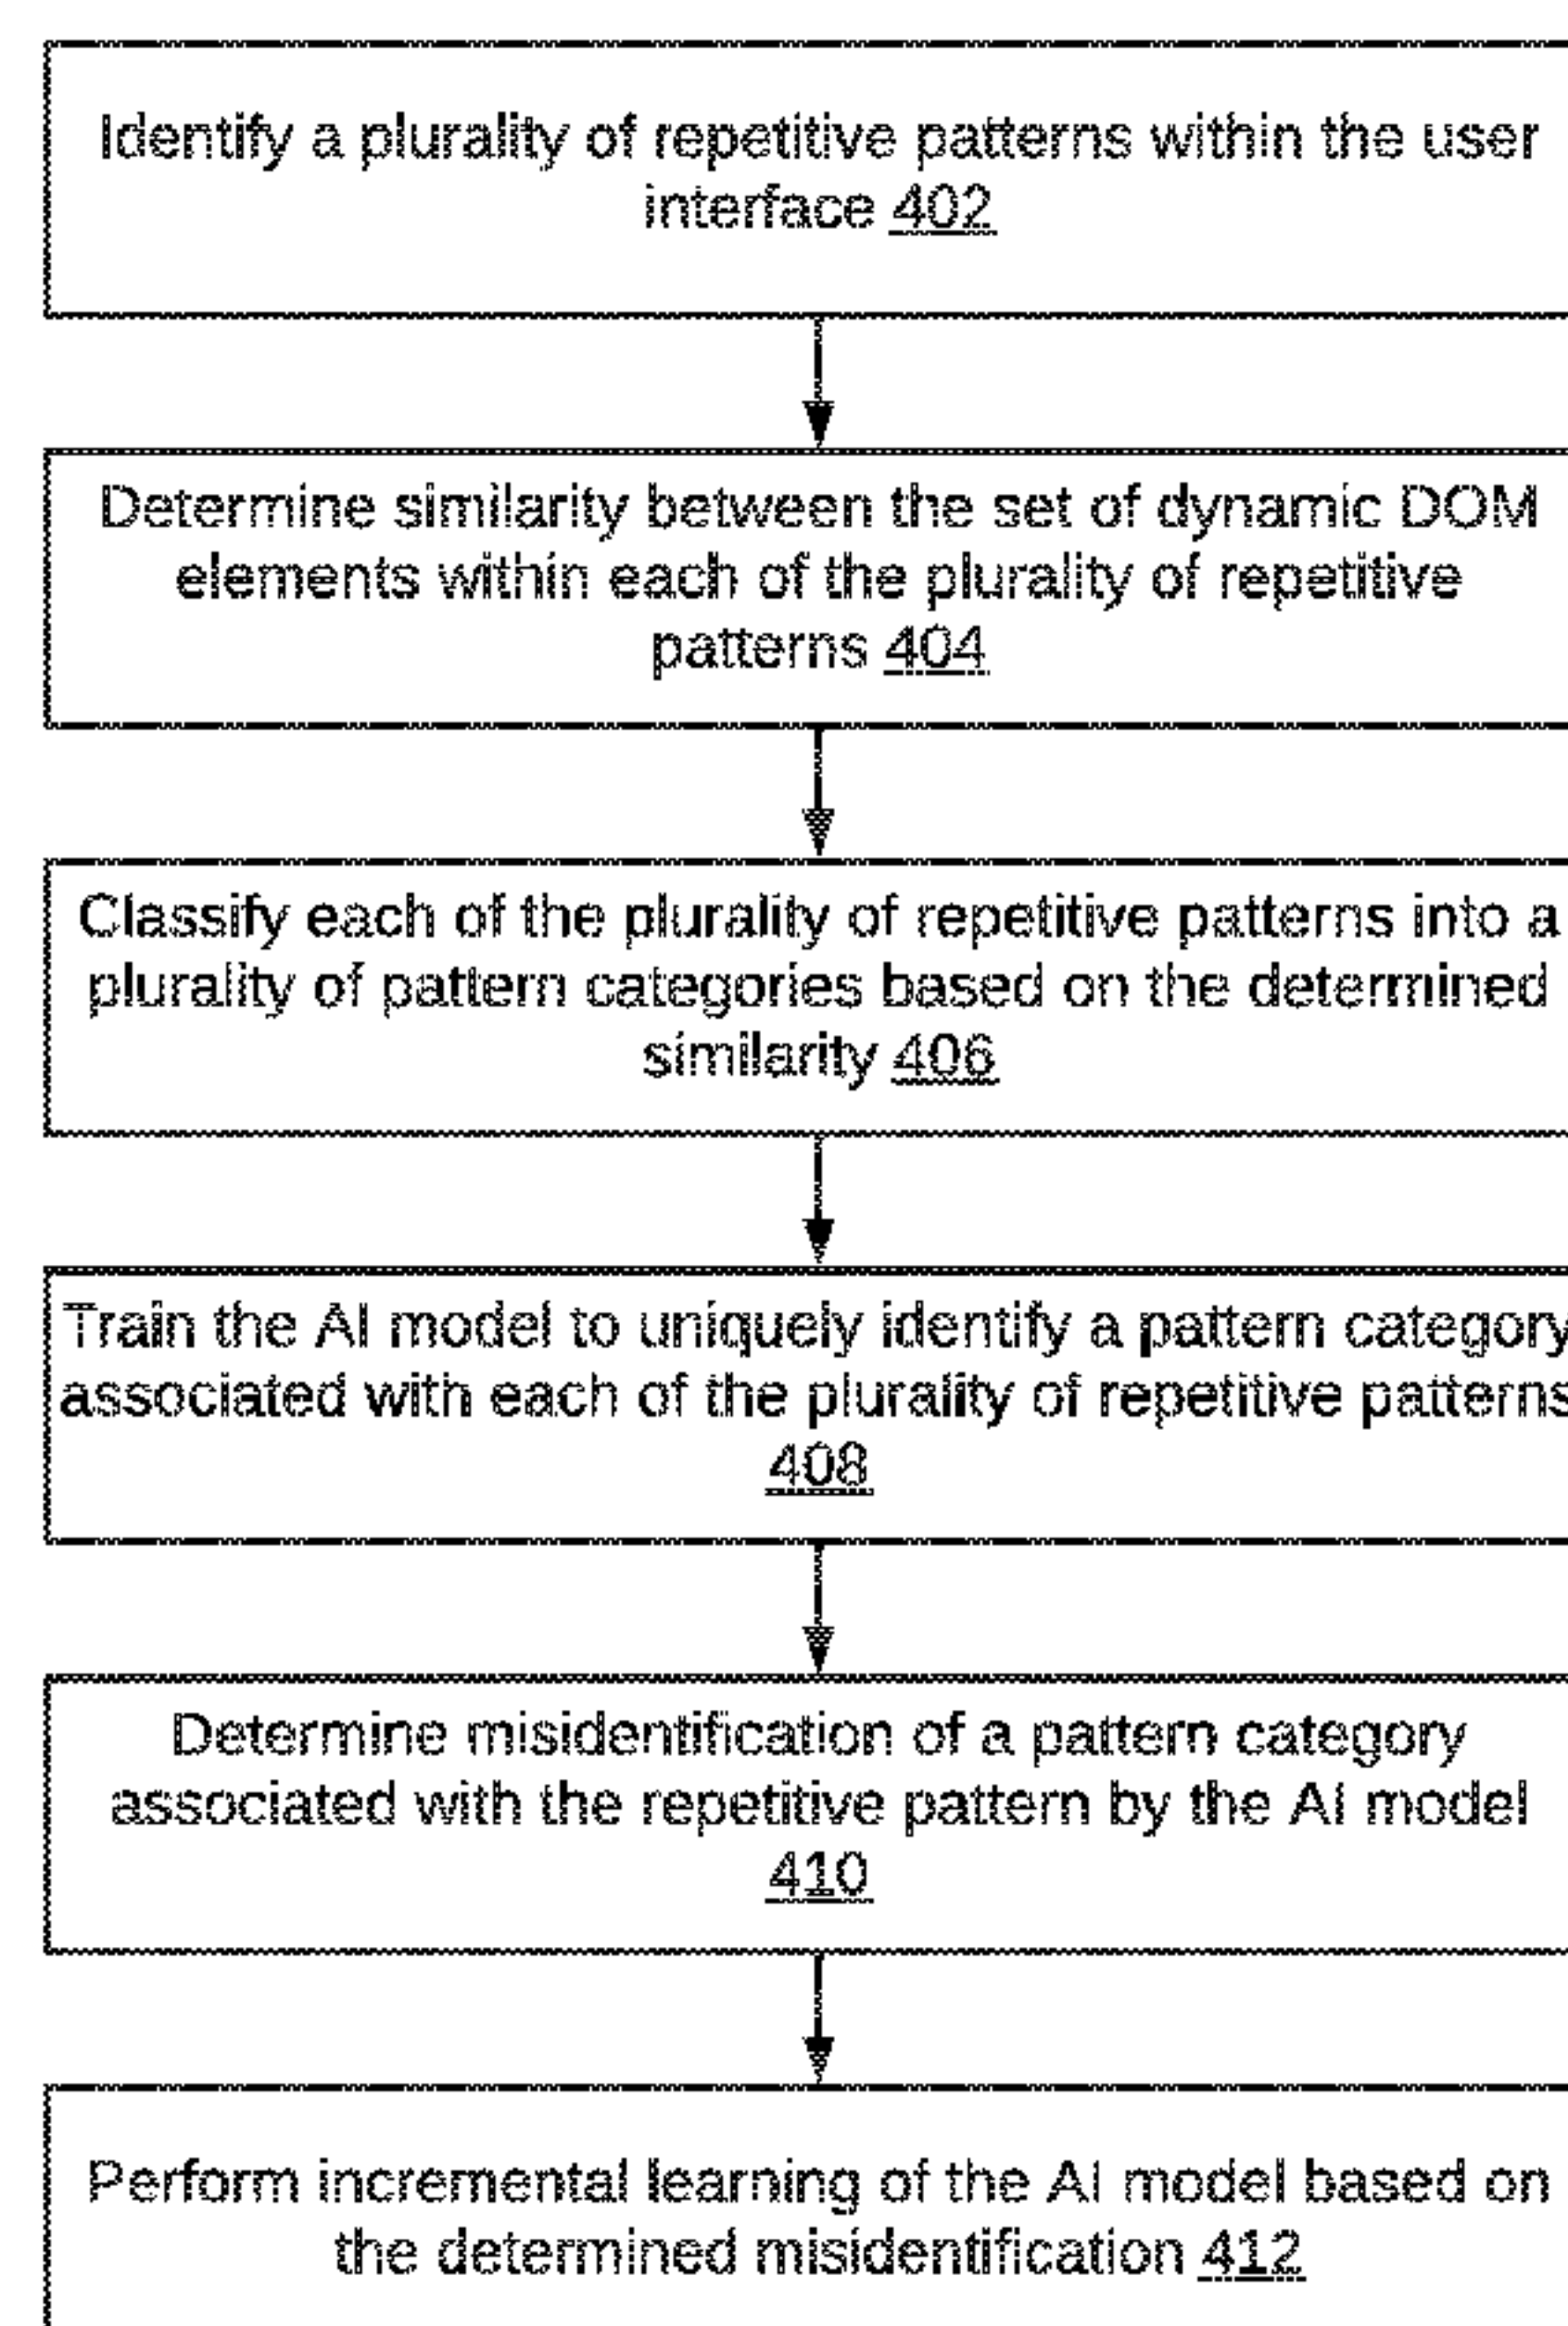 Identify a plurality of repetitive patterns within the user
interface 402
Determine similarity between the set of dynamic DOM
elements within each of the plurality of repetitive
patterns 404
Classify each of the plurality of repetitive patterns into a
plurality of pattern categories based on the determined
similarity 406
Train the AI model to uniquely identify a pattern category
associated with each of the plurality of repetitive patterns
408
Determine misidentification of a pattern category
associated with the repetitive pattern by the AI model
410
Perform incremental learning of the AI model based on
the determined misidentification 412